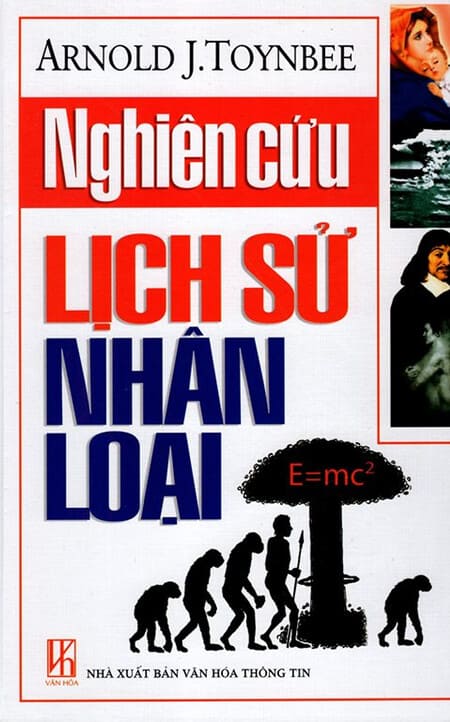 ARNOLD J. TOYNBEE
Nghiên cứu
LỊCH SỬ
NHÂN
LOẠI
E=mc²
VĂN HÓA
NHÀ XUẤT BẢN VĂN HÓA THÔNG TIN